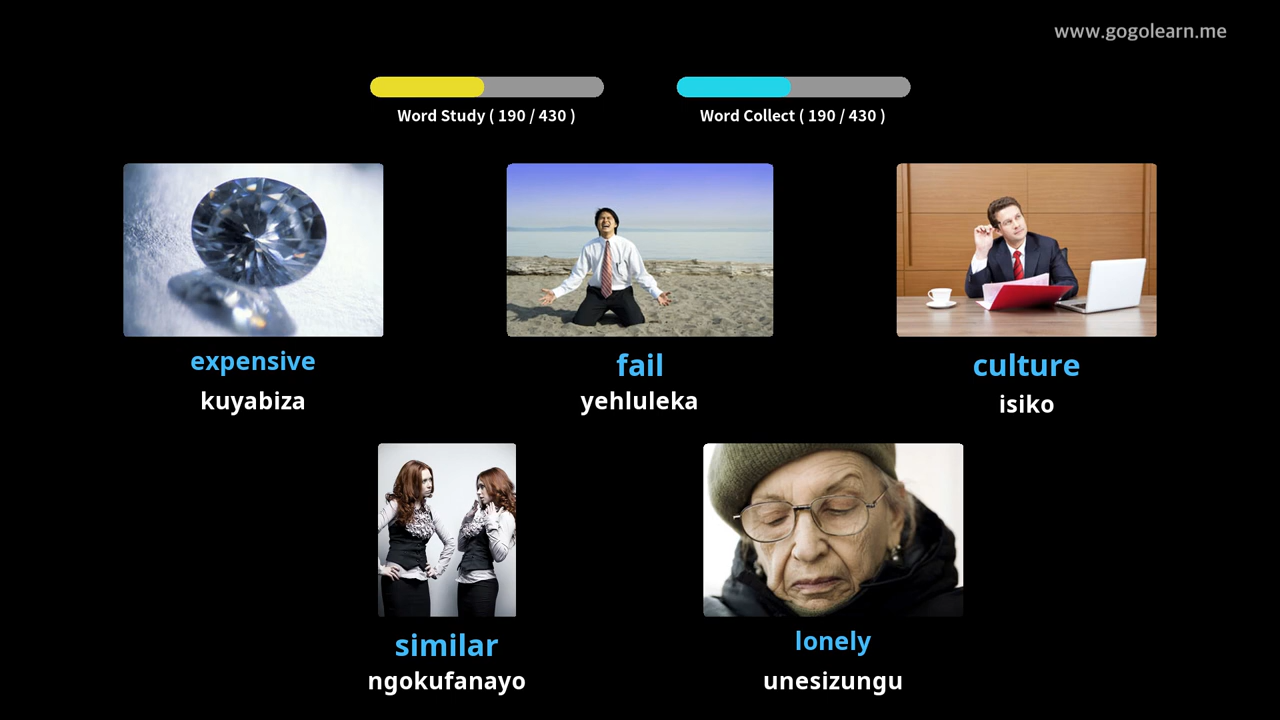 www.gogolearn.me
Word Study ( 190 / 430 )
Word Collect ( 190 / 430 )
expensive
kuyabiza
fail
yehluleka
culture
isiko
similar
ngokufanayo
lonely
unesizungu